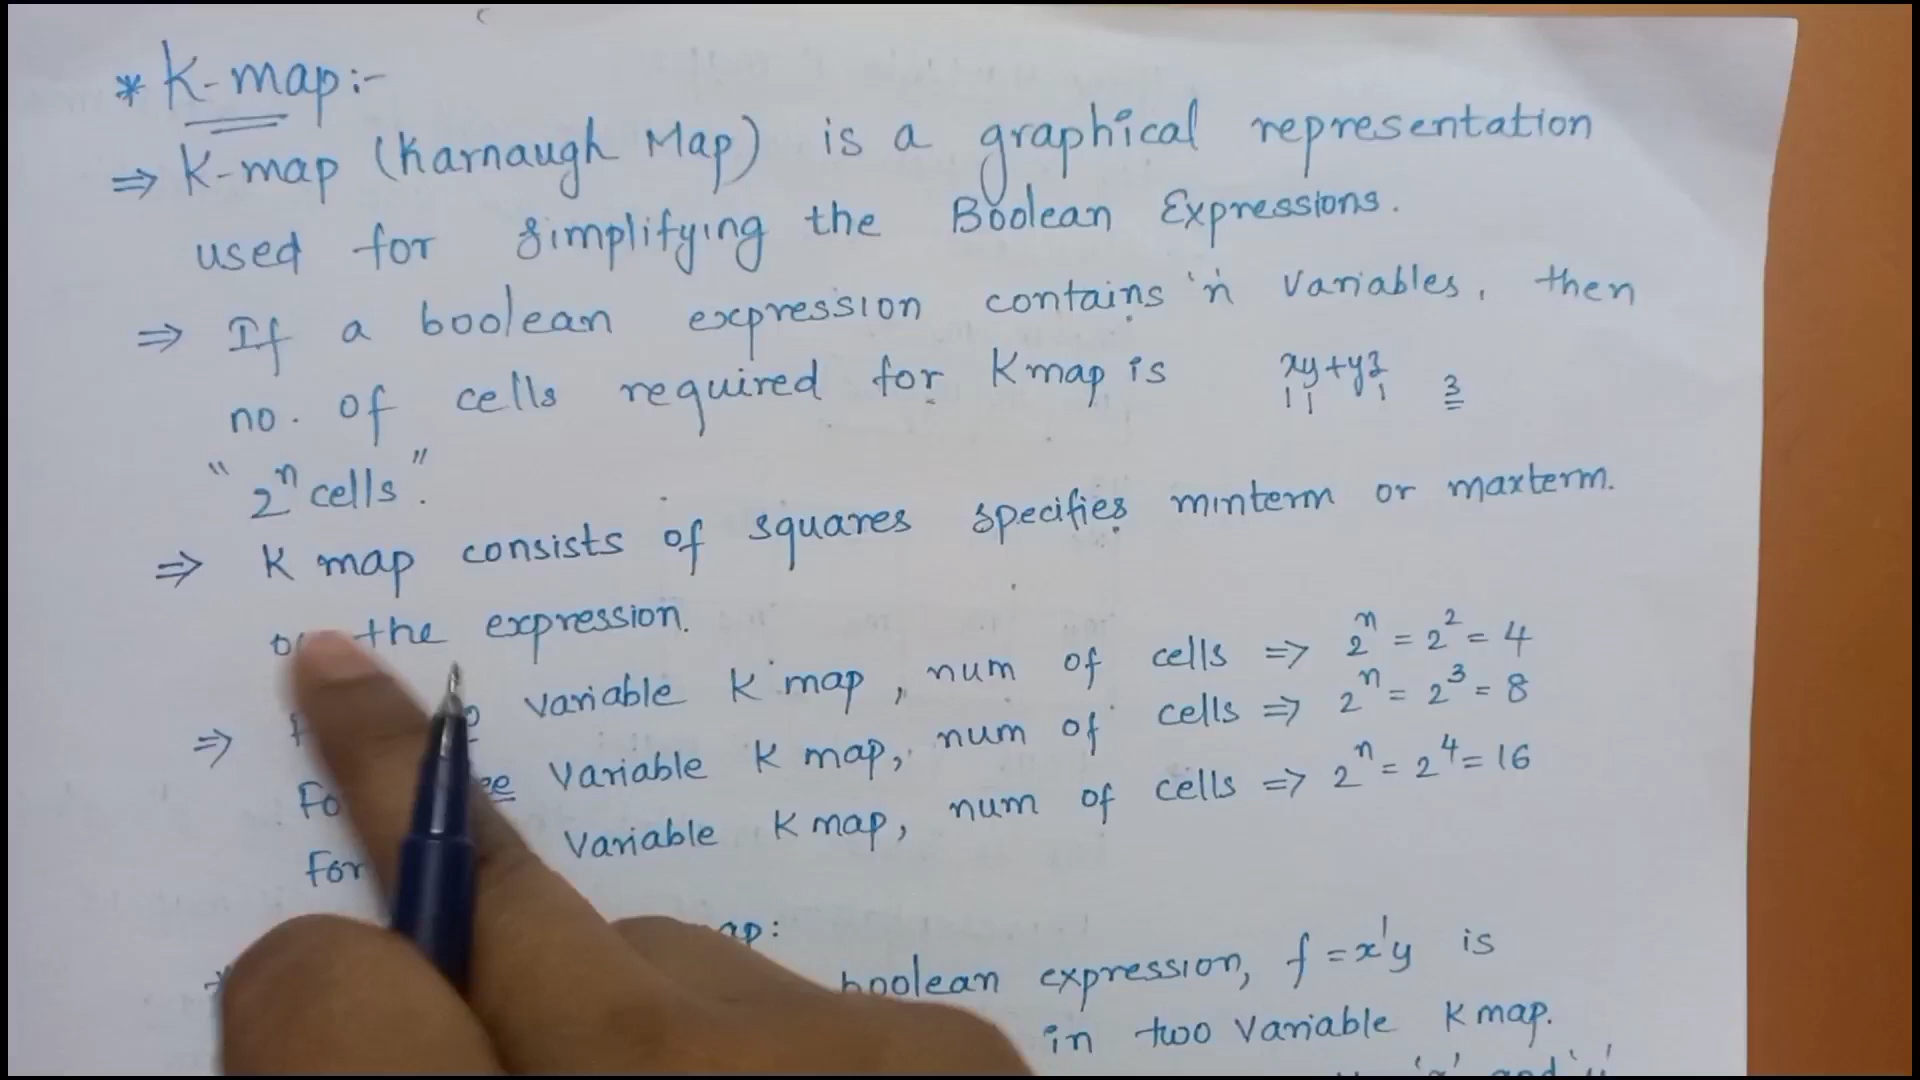 * K-map:-
⇒ K-map (Karnaugh Map) is a graphical representation
used for simplifying the Boolean Expressions.
⇒ If a boolean expression contains 'n' variables, then
no. of cells required for Kmap is xy+yz 3
"2ⁿ cells".
⇒ K map consists of squares specifies minterm or maxterm.
the expression.
⇒ variable K map, num of cells ⇒ 2ⁿ = 2² = 4
Variable K map, num of cells ⇒ 2ⁿ = 2³ = 8
For Variable K map, num of cells ⇒ 2ⁿ = 2⁴ = 16
boolean expression, f = x'y is
in two variable K map.